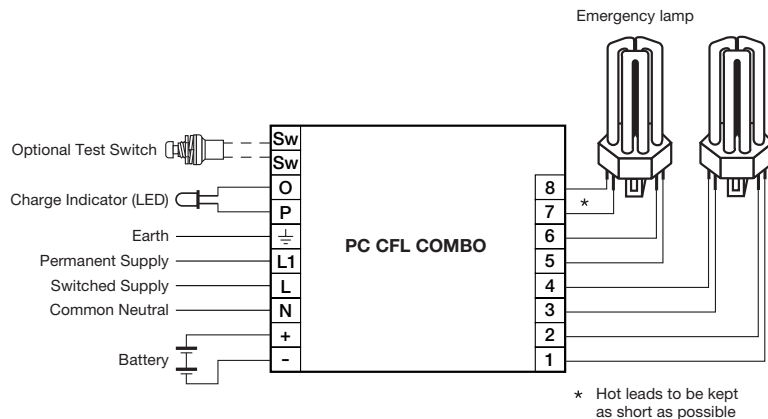 Emergency lamp
Optional Test Switch
Sw
Sw
Charge Indicator (LED)
O
P
Earth
⏚
Permanent Supply
L1
Switched Supply
L
Common Neutral
N
Battery
+
-
PC CFL COMBO
8
7
*
6
5
4
3
2
1
* Hot leads to be kept
as short as possible